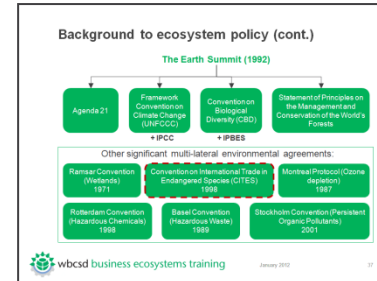 Background to ecosystem policy (cont.)
The Earth Summit (1992)
Agenda 21
Framework
Convention on
Climate Change
(UNFCCC)
Convention on
Biological
Diversity (CBD)
Statement of Principles
on the Management and
Conservation of the World's
Forests
+ IPCC
+ IPBES
Other significant multi-lateral environmental agreements:
Ramsar Convention
(Wetlands)
1971
Convention on International Trade in
Endangered Species (CITES)
1998
Montreal Protocol (Ozone
depletion)
1987
Rotterdam Convention
(Hazardous Chemicals)
1998
Basel Convention
(Hazardous Waste)
1989
Stockholm Convention (Persistent
Organic Pollutants)
2001
wbcsd business ecosystems training
January 2012
17